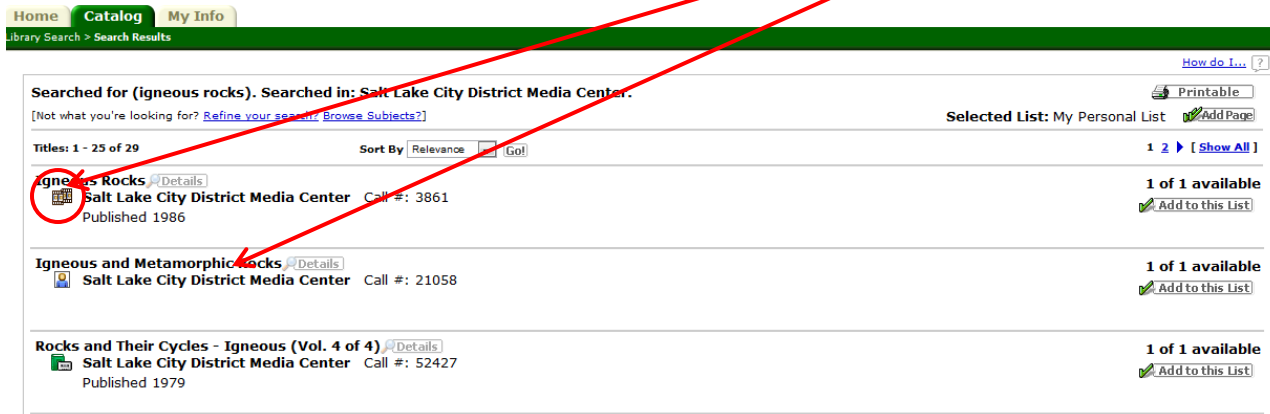 Home Catalog My Info
Library Search > Search Results
How do I... ?
Searched for (igneous rocks). Searched in: Salt Lake City District Media Center.
Printable
[Not what you're looking for? Refine your search? Browse Subjects?]
Selected List: My Personal List Add Page
Titles: 1 - 25 of 29
Sort By Relevance Go!
1 2 [ Show All ]
Igneous Rocks Details
1 of 1 available
Salt Lake City District Media Center Call #: 3861
Add to this List
Published 1986
Igneous and Metamorphic Rocks Details
1 of 1 available
Salt Lake City District Media Center Call #: 21058
Add to this List
Rocks and Their Cycles - Igneous (Vol. 4 of 4) Details
1 of 1 available
Salt Lake City District Media Center Call #: 52427
Add to this List
Published 1979